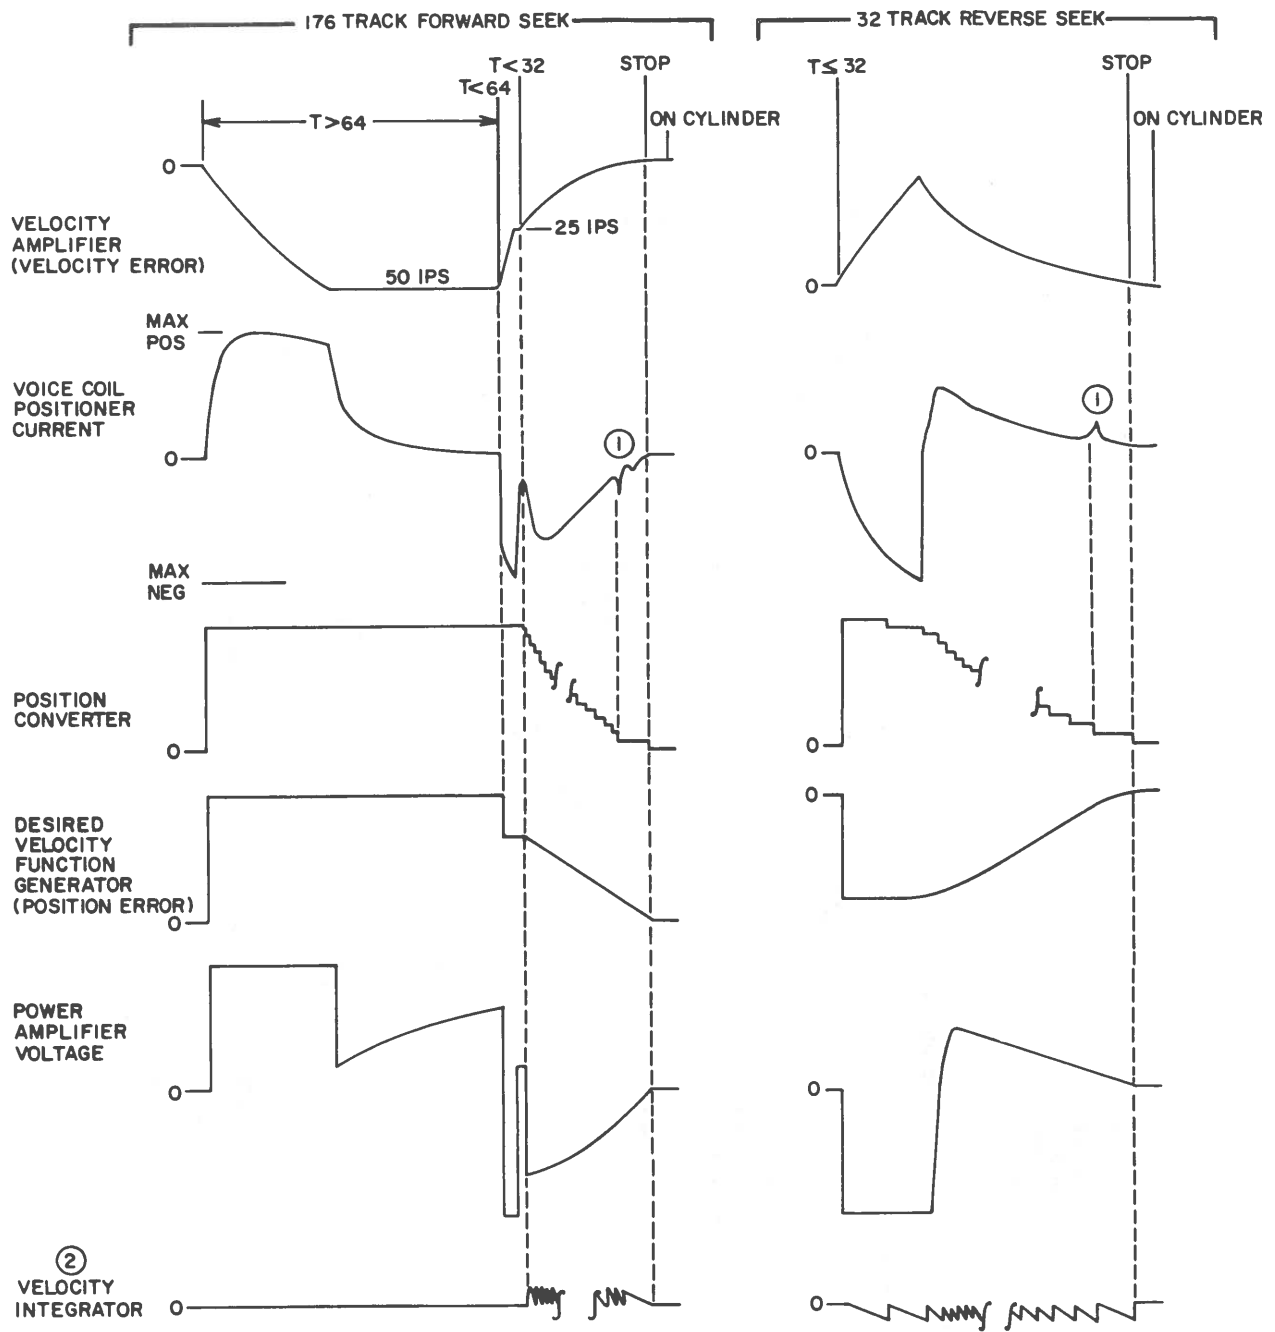 176 TRACK FORWARD SEEK
32 TRACK REVERSE SEEK
T<32
STOP
T≤32
STOP
T<64
T>64
ON CYLINDER
ON CYLINDER
0
VELOCITY
AMPLIFIER
(VELOCITY ERROR)
25 IPS
50 IPS
0
MAX
POS
VOICE COIL
POSITIONER
CURRENT
1
1
0
0
MAX
NEG
POSITION
CONVERTER
0
0
DESIRED
VELOCITY
FUNCTION
GENERATOR
(POSITION ERROR)
0
0
POWER
AMPLIFIER
VOLTAGE
0
0
2
VELOCITY
INTEGRATOR
0
0